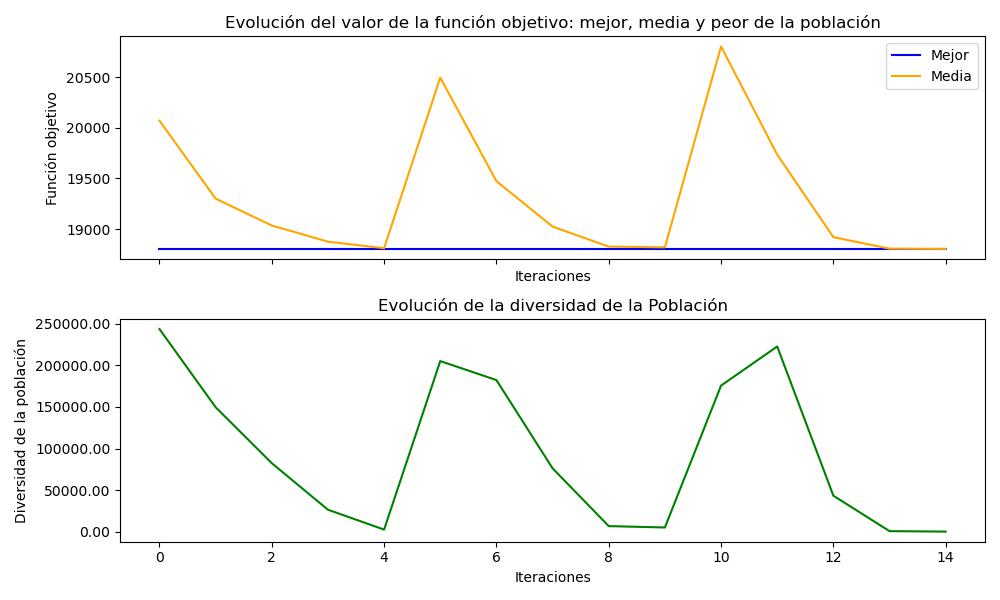 Evolución del valor de la función objetivo: mejor, media y peor de la población
Función objetivo
20500
20000
19500
19000
Mejor
Media
Iteraciones
Evolución de la diversidad de la Población
Diversidad de la población
250000.00
200000.00
150000.00
100000.00
50000.00
0.00
0 2 4 6 8 10 12 14
Iteraciones